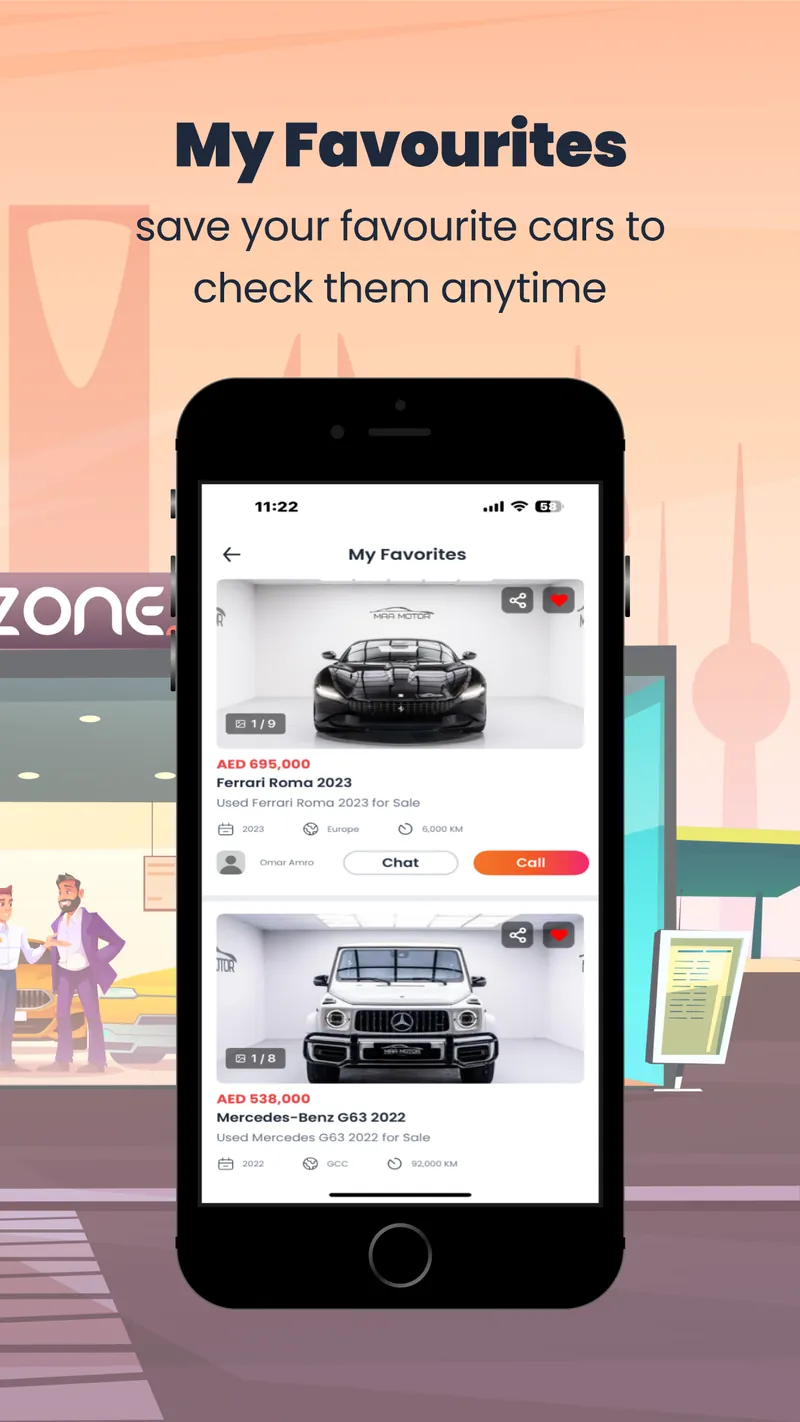 My Favourites
save your favourite cars to
check them anytime
11:22
58
My Favorites
MAA MOTOR
1 / 9
AED 695,000
Ferrari Roma 2023
Used Ferrari Roma 2023 for Sale
2023 Europe 6,000 KM
Omar Amro Chat Call
ZONE
1 / 8
AED 538,000
Mercedes-Benz G63 2022
Used Mercedes G63 2022 for Sale
2022 GCC 92,000 KM